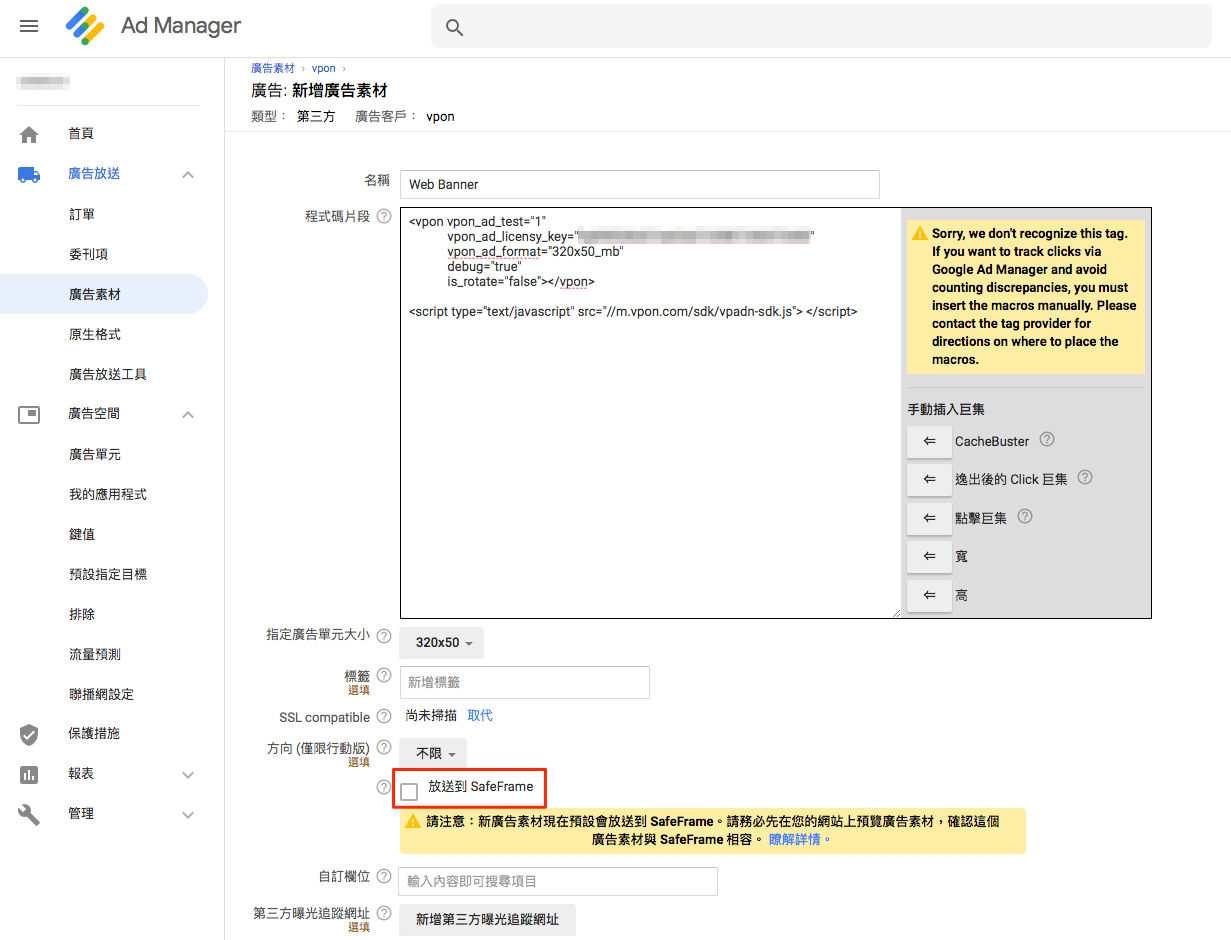 Ad Manager
廣告素材 › vpon ›
廣告: 新增廣告素材
類型： 第三方 廣告客戶： vpon
首頁
廣告放送
訂單
委刊項
廣告素材
原生格式
廣告放送工具
廣告空間
廣告單元
我的應用程式
鍵值
預設指定目標
排除
流量預測
聯播網設定
保護措施
報表
管理
名稱
Web Banner
程式碼片段 ?
<vpon vpon_ad_test="1"
vpon_ad_licensy_key=" "
vpon_ad_format="320x50_mb"
debug="true"
is_rotate="false"></vpon>
<script type="text/javascript" src="//m.vpon.com/sdk/vpadn-sdk.js"> </script>
Sorry, we don't recognize this tag.
If you want to track clicks via
Google Ad Manager and avoid
counting discrepancies, you must
insert the macros manually. Please
contact the tag provider for
directions on where to place the
macros.
手動插入巨集
⇐ CacheBuster ?
⇐ 逸出後的 Click 巨集 ?
⇐ 點擊巨集 ?
⇐ 寬
⇐ 高
指定廣告單元大小 ? 320x50
標籤 ? 新增標籤
選填
SSL compatible ? 尚未掃描 取代
方向 (僅限行動版) ? 不限
選填
? 放送到 SafeFrame
請注意：新廣告素材現在預設會放送到 SafeFrame。請務必先在您的網站上預覽廣告素材，確認這個
廣告素材與 SafeFrame 相容。 瞭解詳情。
自訂欄位 ? 輸入內容即可搜尋項目
第三方曝光追蹤網址 ? 新增第三方曝光追蹤網址
選填